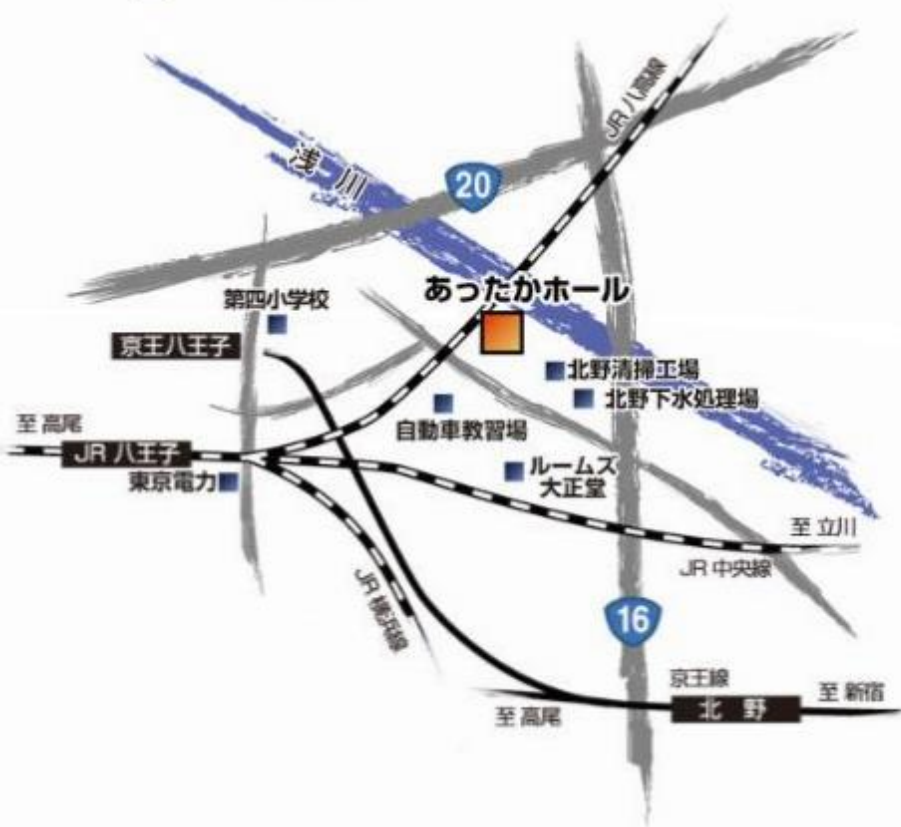 JR 八高線
浅川
20
あったかホール
第四小学校
京王八王子
北野清掃工場
北野下水処理場
自動車教習場
至 高尾
JR 八王子
東京電力
ルームズ
大正堂
至 立川
JR 中央線
JR 横浜線
16
京王線
北野
至 新宿
至 高尾